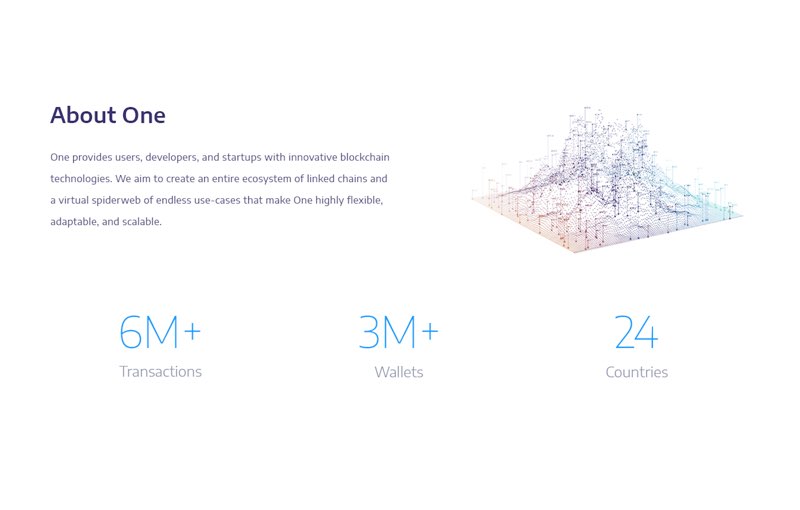 About One
One provides users, developers, and startups with innovative blockchain
technologies. We aim to create an entire ecosystem of linked chains and
a virtual spiderweb of endless use-cases that make One highly flexible,
adaptable, and scalable.
6M+
3M+
24
Transactions
Wallets
Countries